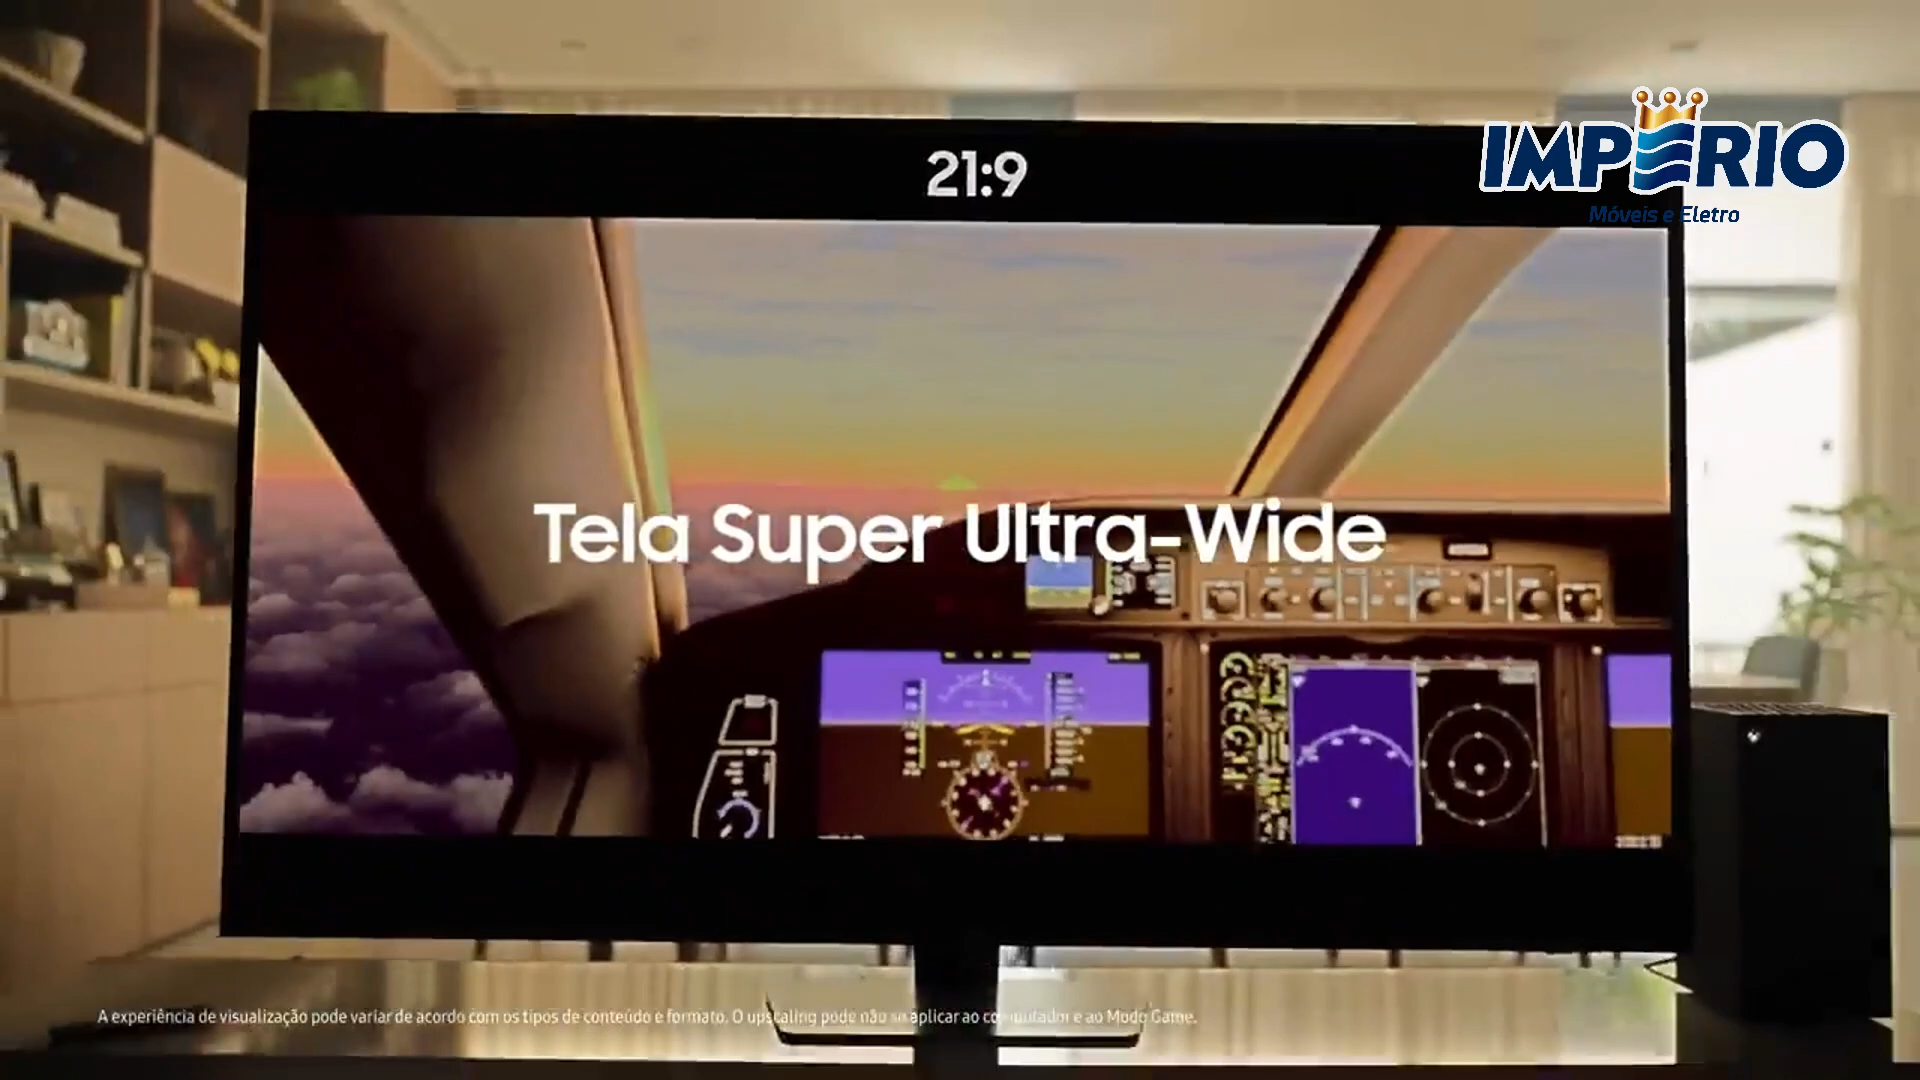 21:9
IMPÉRIO
Móveis e Eletro
Tela Super Ultra-Wide
A experiência de visualização pode variar de acordo com os tipos de conteúdo e formato. O upscaling pode não se aplicar ao computador e ao Modo Game.